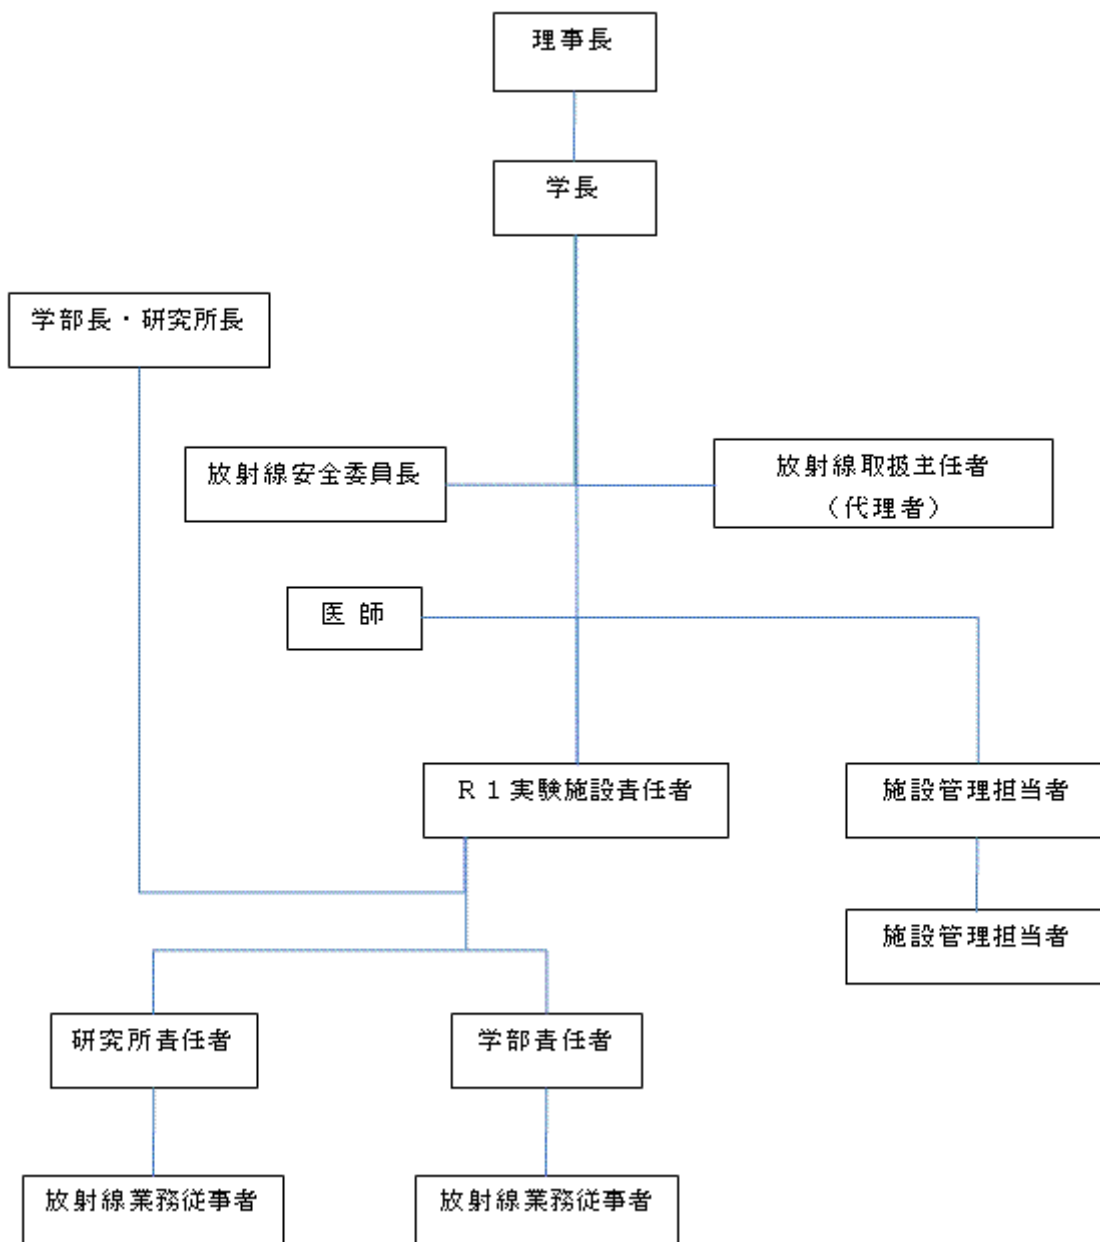 理事長
学長
学部長・研究所長
放射線安全委員長
放射線取扱主任者
（代理者）
医 師
Ｒ１実験施設責任者
施設管理担当者
施設管理担当者
研究所責任者
学部責任者
放射線業務従事者
放射線業務従事者